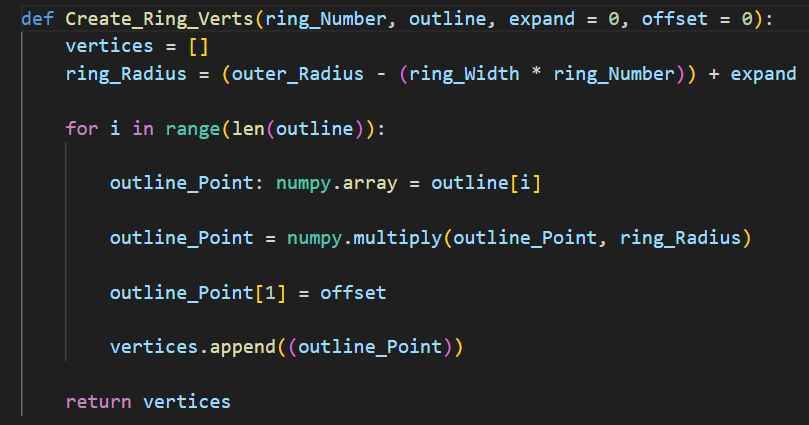 def Create_Ring_Verts(ring_Number, outline, expand = 0, offset = 0):
vertices = []
ring_Radius = (outer_Radius - (ring_Width * ring_Number)) + expand
for i in range(len(outline)):
outline_Point: numpy.array = outline[i]
outline_Point = numpy.multiply(outline_Point, ring_Radius)
outline_Point[1] = offset
vertices.append((outline_Point))
return vertices